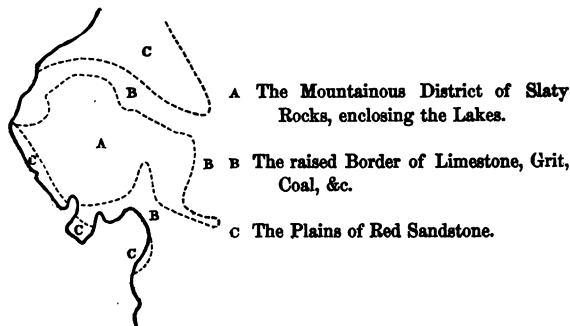 C
B
A
B
C
B
C
C
A The Mountainous District of Slaty
Rocks, enclosing the Lakes.
B The raised Border of Limestone, Grit,
Coal, &c.
C The Plains of Red Sandstone.